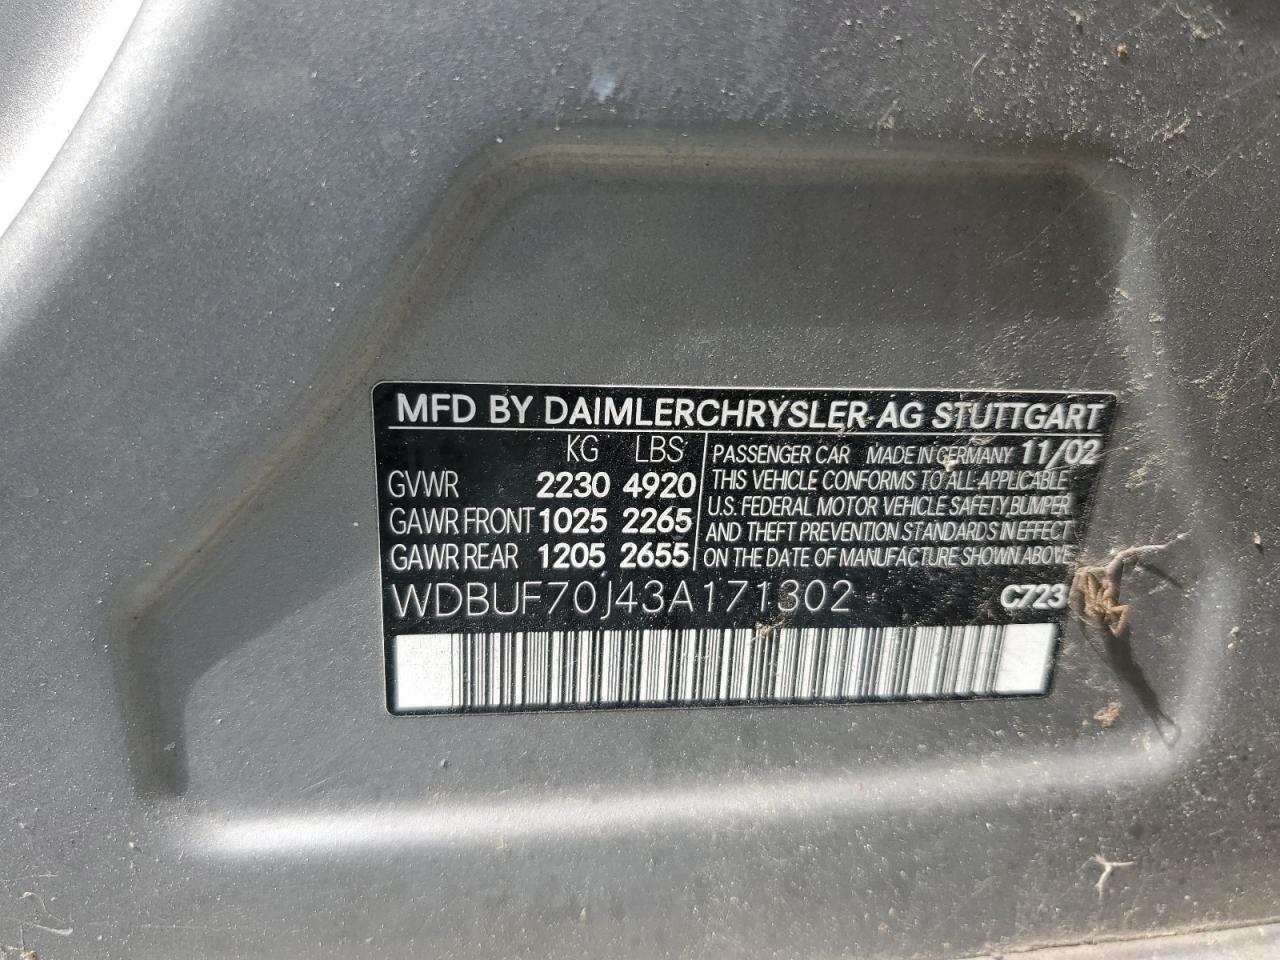 MFD BY DAIMLERCHRYSLER AG STUTTGART
KG LBS
GVWR 2230 4920
GAWR FRONT 1025 2265
GAWR REAR 1205 2655
PASSENGER CAR MADE IN GERMANY 11/02
THIS VEHICLE CONFORMS TO ALL APPLICABLE
U.S. FEDERAL MOTOR VEHICLE SAFETY, BUMPER
AND THEFT PREVENTION STANDARDS IN EFFECT
ON THE DATE OF MANUFACTURE SHOWN ABOVE
WDBUF70J43A171302 C723